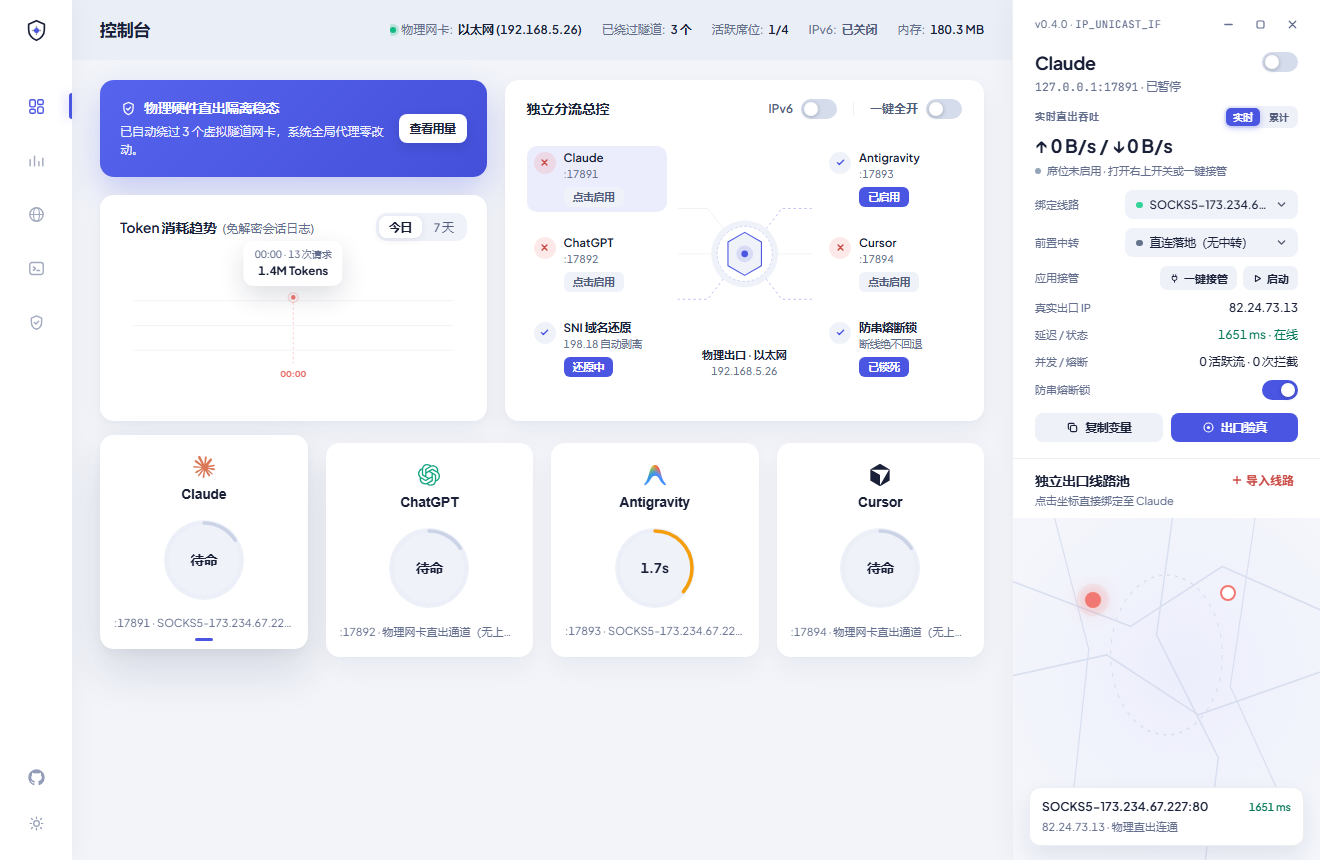 控制台
物理网卡: 以太网 (192.168.5.26) 已绕过隧道: 3 个 活跃席位: 1/4 IPv6: 已关闭 内存: 180.3 MB
物理硬件直出隔离稳态
已自动绕过 3 个虚拟隧道网卡，系统全局代理零改
动。
查看用量
Token 消耗趋势 (免解密会话日志)
今日 7 天
00:00 · 13 次请求
1.4M Tokens
00:00
独立分流总控
IPv6 一键全开
Claude
:17891
点击启用
ChatGPT
:17892
点击启用
SNI 域名还原
198.18 自动剥离
还原中
物理出口 · 以太网
192.168.5.26
Antigravity
:17893
已启用
Cursor
:17894
点击启用
防串熔断锁
断线绝不回退
已锁死
Claude
待命
:17891 · SOCKS5-173.234.67.22...
ChatGPT
待命
:17892 · 物理网卡直出通道（无上...
Antigravity
1.7s
:17893 · SOCKS5-173.234.67.22...
Cursor
待命
:17894 · 物理网卡直出通道（无上...
v0.4.0 · IP_UNICAST_IF
Claude
127.0.0.1:17891 · 已暂停
实时直出吞吐
实时 累计
↑ 0 B/s / ↓ 0 B/s
席位未启用 · 打开右上开关或一键接管
绑定线路 SOCKS5-173.234.6...
前置中转 直连落地（无中转）
应用接管 一键接管 启动
真实出口 IP 82.24.73.13
延迟 / 状态 1651 ms · 在线
并发 / 熔断 0 活跃流 · 0 次拦截
防串熔断锁
复制变量 出口验真
独立出口线路池
+ 导入线路
点击坐标直接绑定至 Claude
SOCKS5-173.234.67.227:80 1651 ms
82.24.73.13 · 物理直出连通